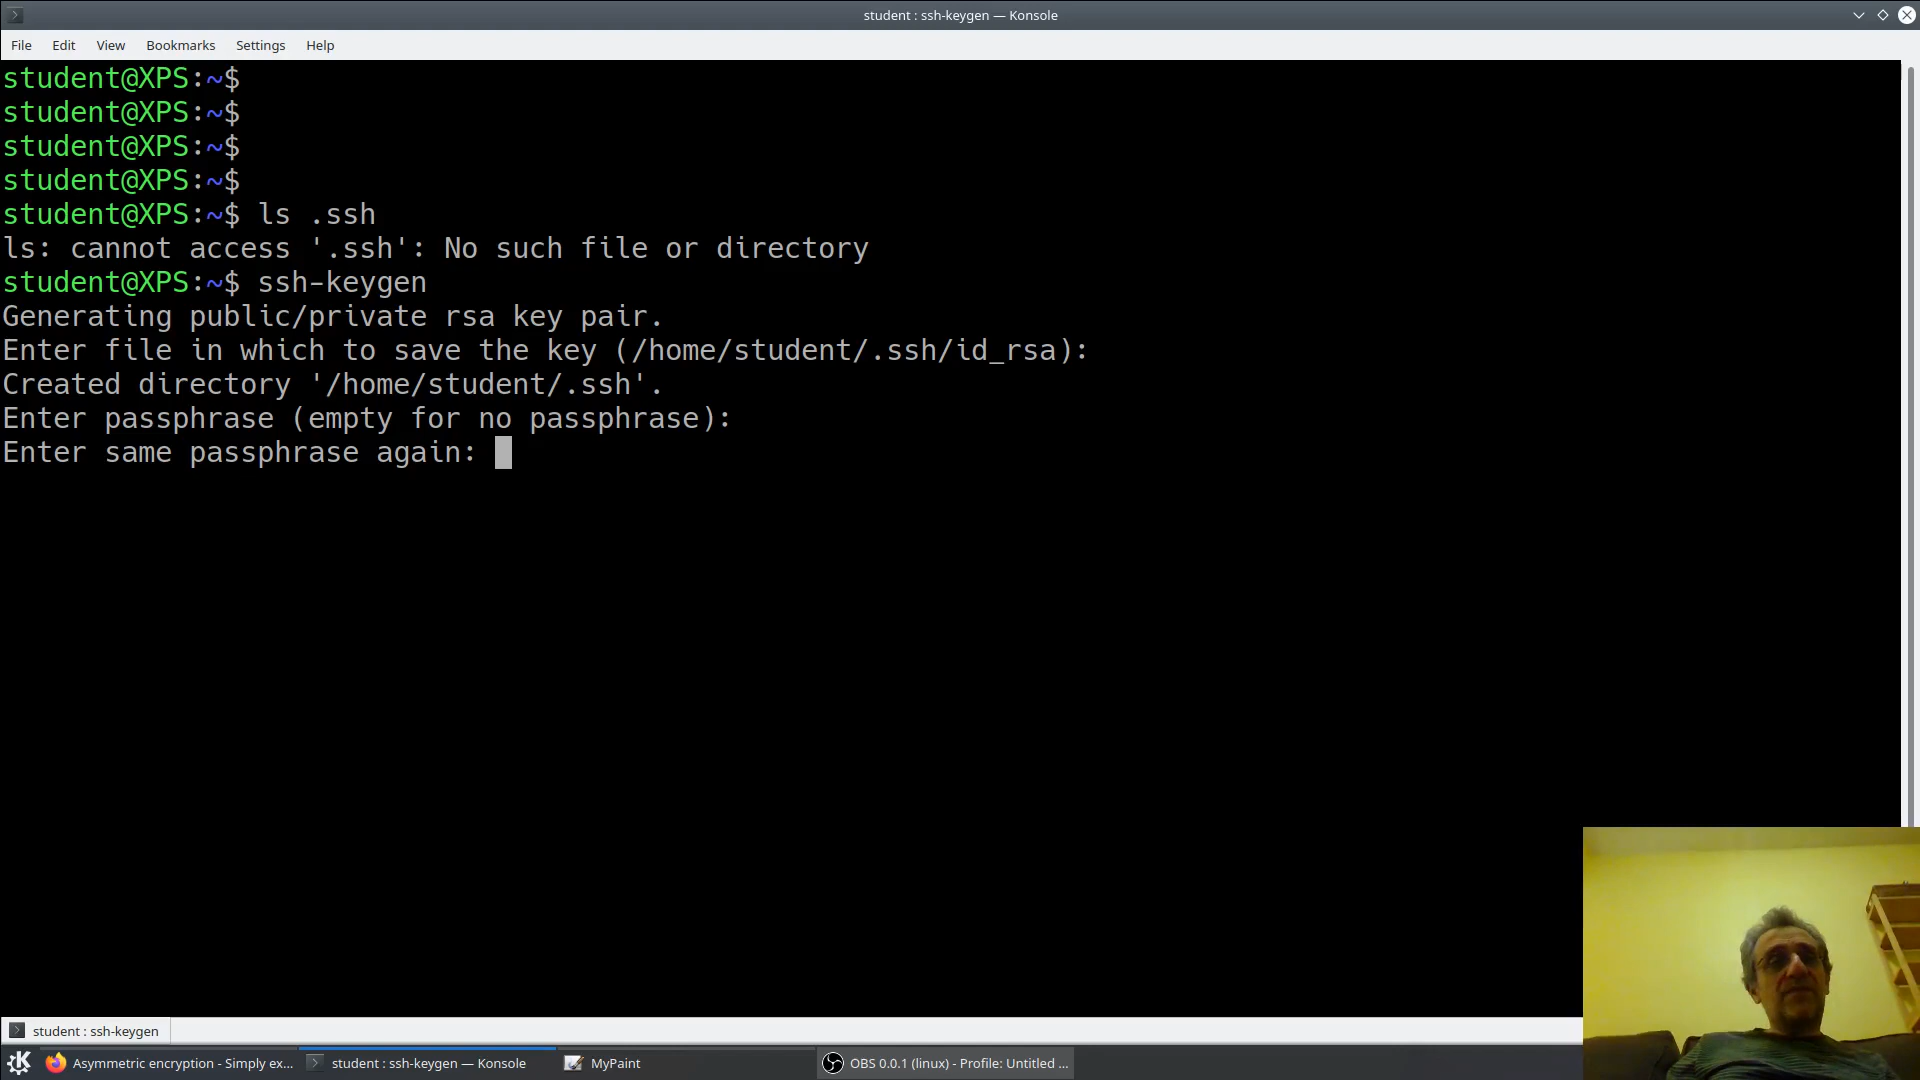 student : ssh-keygen — Konsole
File Edit View Bookmarks Settings Help
student@XPS:~$
student@XPS:~$
student@XPS:~$
student@XPS:~$
student@XPS:~$ ls .ssh
ls: cannot access '.ssh': No such file or directory
student@XPS:~$ ssh-keygen
Generating public/private rsa key pair.
Enter file in which to save the key (/home/student/.ssh/id_rsa):
Created directory '/home/student/.ssh'.
Enter passphrase (empty for no passphrase):
Enter same passphrase again:
student : ssh-keygen
Asymmetric encryption - Simply ex... student : ssh-keygen — Konsole MyPaint OBS 0.0.1 (linux) - Profile: Untitled ...